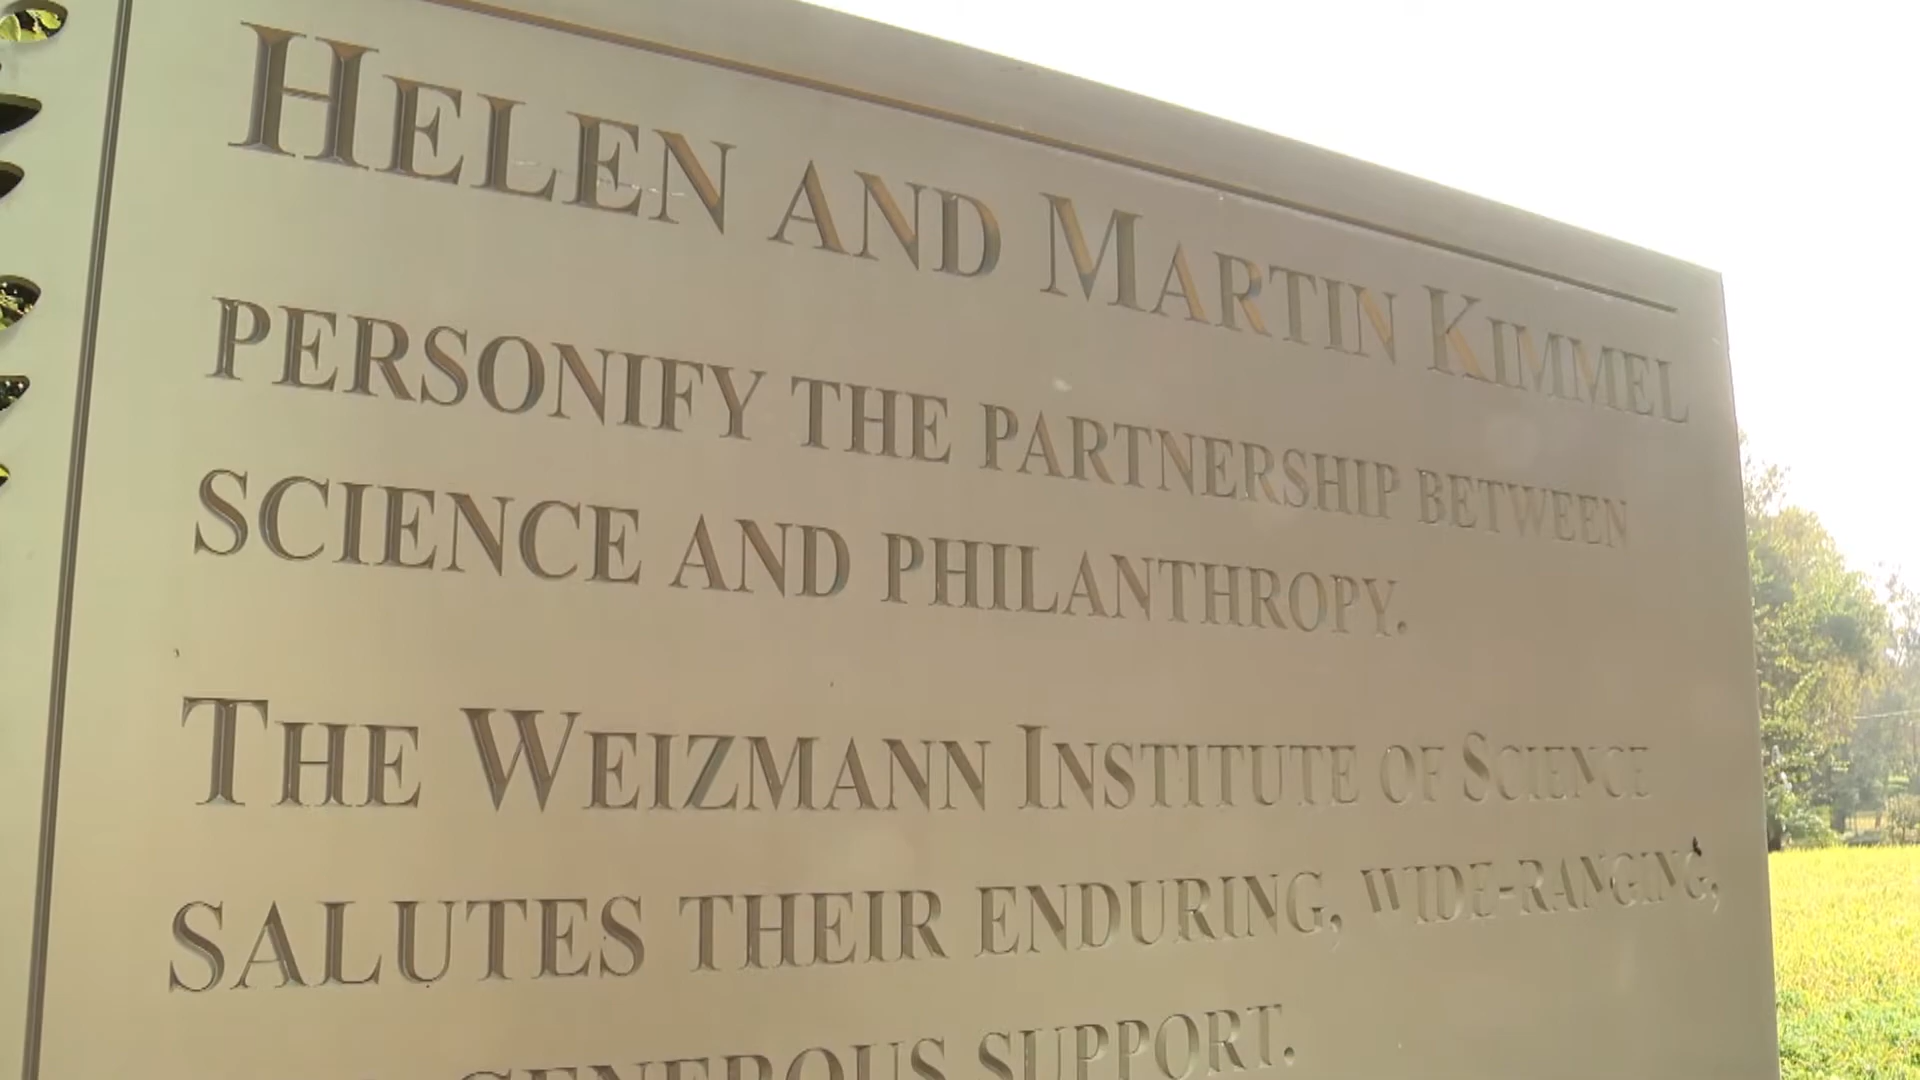 HELEN AND MARTIN KIMMEL
PERSONIFY THE PARTNERSHIP BETWEEN
SCIENCE AND PHILANTHROPY.
THE WEIZMANN INSTITUTE OF SCIENCE
SALUTES THEIR ENDURING, WIDE-RANGING,
GENEROUS SUPPORT.